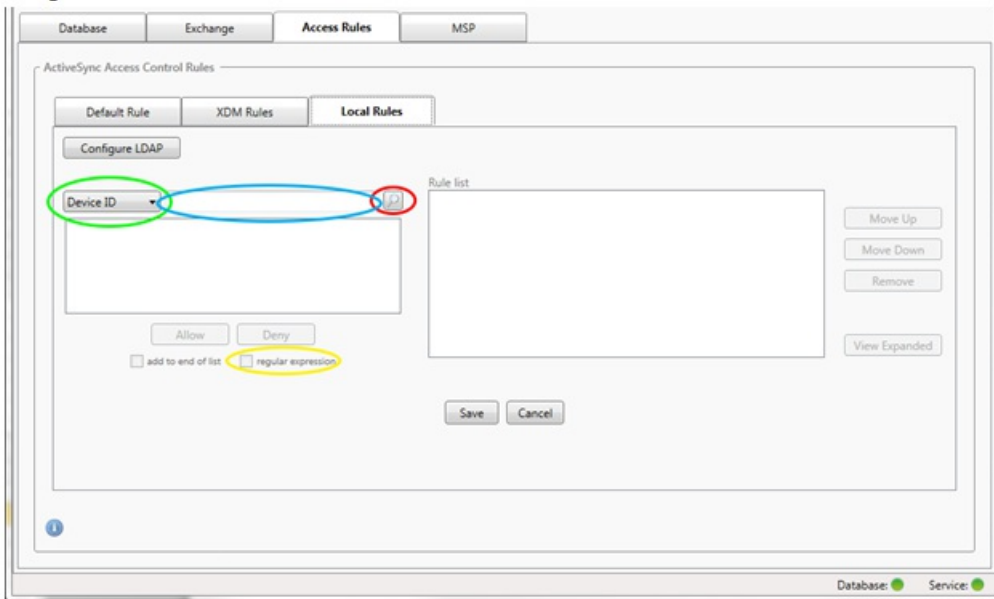 Database Exchange Access Rules MSP
ActiveSync Access Control Rules
Default Rule XDM Rules Local Rules
Configure LDAP
Rule list
Device ID
Move Up
Move Down
Remove
Allow Deny
View Expanded
add to end of list regular expression
Save Cancel
Database: Service: